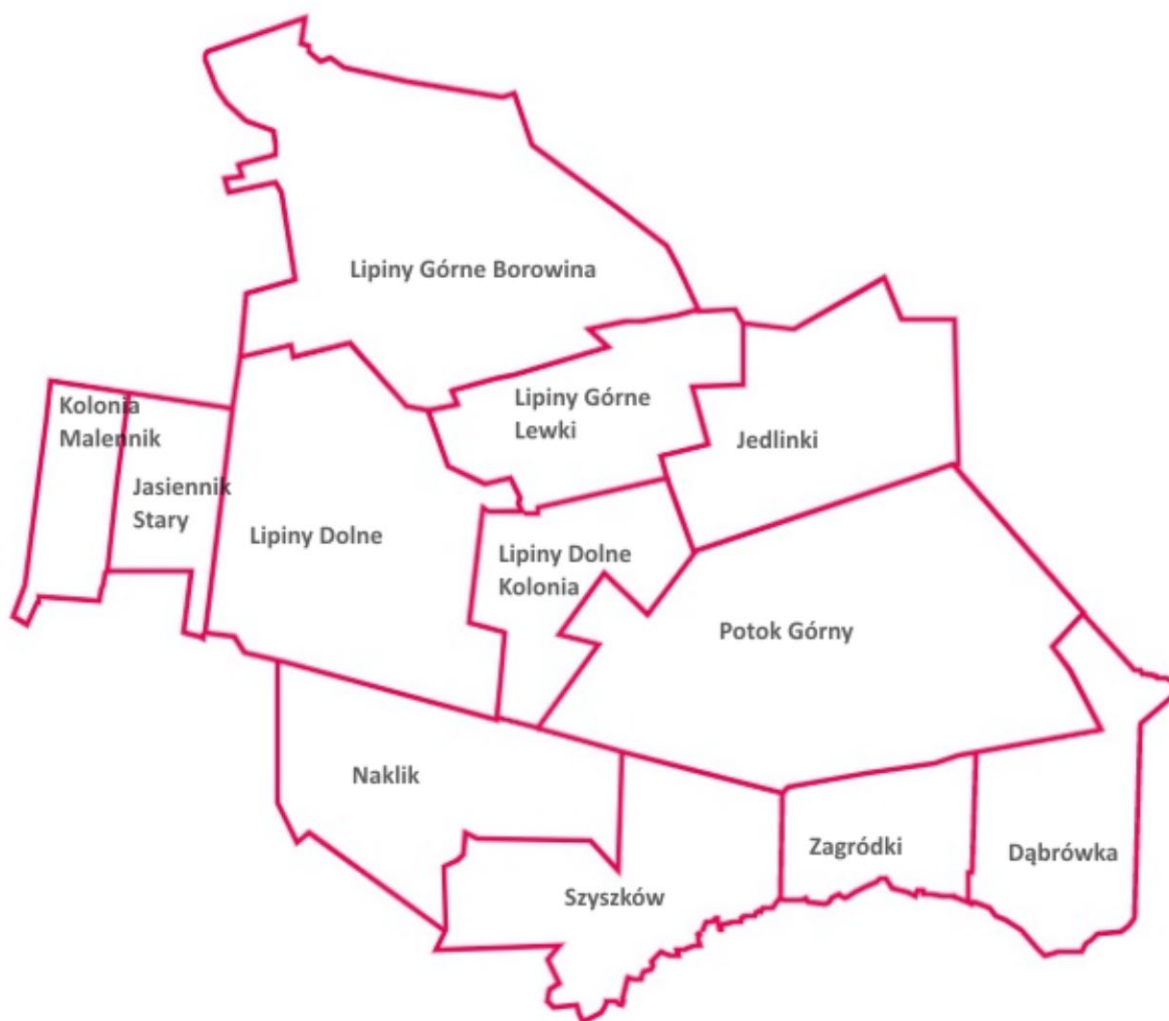 Lipiny Górne Borowina
Kolonia
Malennik
Lipiny Górne
Lewki
Jedlinki
Jasiennik
Stary
Lipiny Dolne
Lipiny Dolne
Kolonia
Potok Górny
Naklik
Zagródki
Dąbrówka
Szyszków